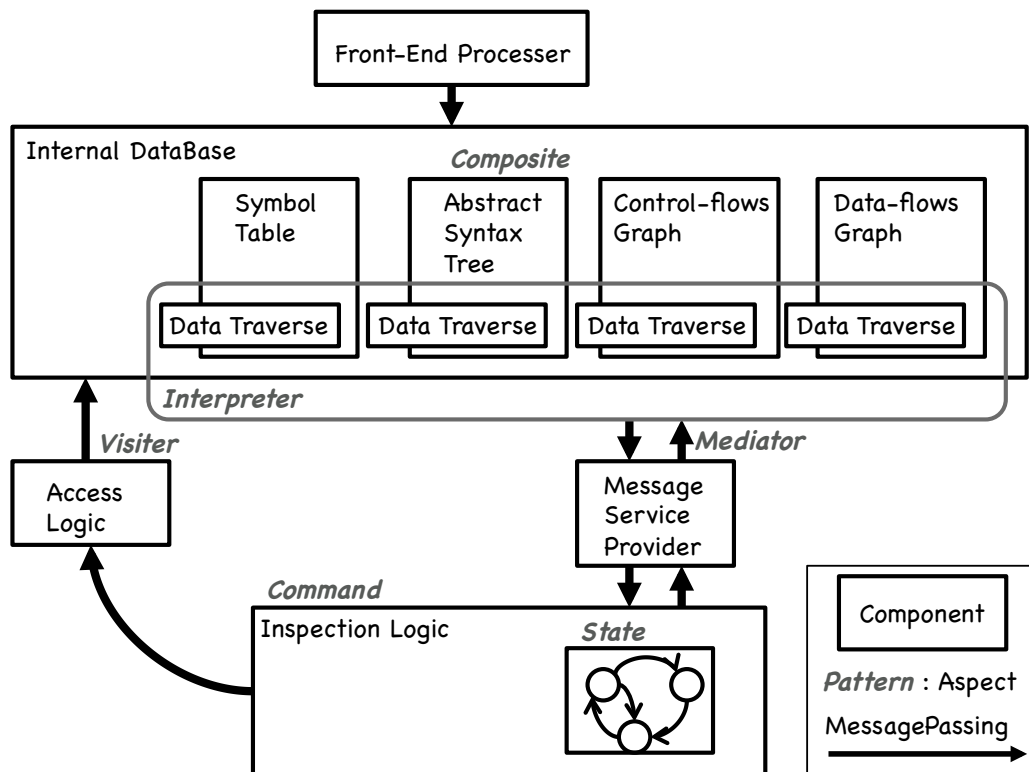 Front-End Processer
Internal DataBase
Composite
Symbol
Table
Abstract
Syntax
Tree
Control-flows
Graph
Data-flows
Graph
Data Traverse
Data Traverse
Data Traverse
Data Traverse
Interpreter
Visiter
Mediator
Access
Logic
Message
Service
Provider
Command
Inspection Logic
State
Component
Pattern : Aspect
MessagePassing